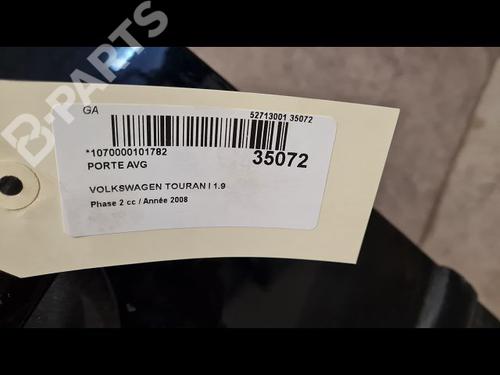 B-PARTS
GA
52713001 35072
*1070000101782
35072
PORTE AVG
VOLKSWAGEN TOURAN I 1.9
Phase 2 cc / Année 2008